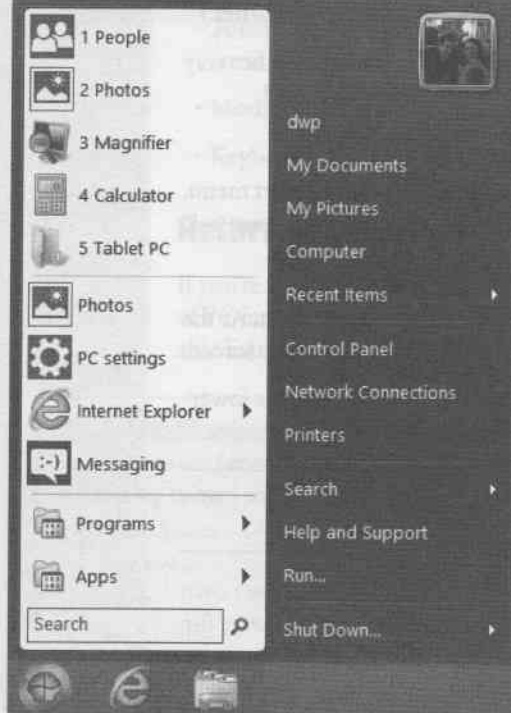 1 People
2 Photos
3 Magnifier
4 Calculator
5 Tablet PC
Photos
PC settings
Internet Explorer
:-)
Messaging
Programs
Apps
Search
dwp
My Documents
My Pictures
Computer
Recent Items
Control Panel
Network Connections
Printers
Search
Help and Support
Run...
Shut Down...